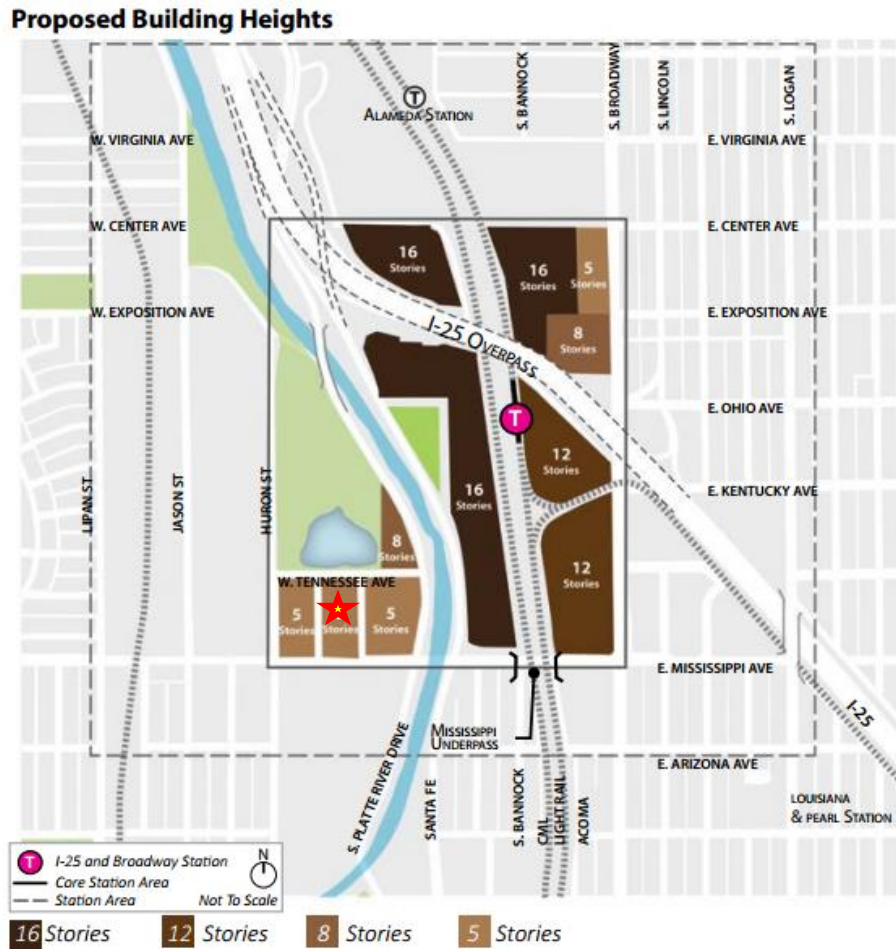 Proposed Building Heights
T
ALAMEDA STATION
S. BANNOCK
S. BROADWAY
S. LINCOLN
S. LOGAN
W. VIRGINIA AVE
E. VIRGINIA AVE
W. CENTER AVE
E. CENTER AVE
16
Stories
16
Stories
5
Stories
W. EXPOSITION AVE
E. EXPOSITION AVE
8
Stories
I-25 OVERPASS
T
E. OHIO AVE
12
Stories
16
Stories
E. KENTUCKY AVE
LIPAN ST
JASON ST
HURON ST
8
Stories
12
Stories
W. TENNESSEE AVE
5
Stories
Stories
5
Stories
E. MISSISSIPPI AVE
I-25
MISSISSIPPI
UNDERPASS
E. ARIZONA AVE
S. PLATTE RIVER DRIVE
SANTA FE
S. BANNOCK
CML
LIGHT RAIL
ACOMA
LOUISIANA
& PEARL STATION
T I-25 and Broadway Station
N
Core Station Area
Station Area
Not To Scale
16 Stories
12 Stories
8 Stories
5 Stories